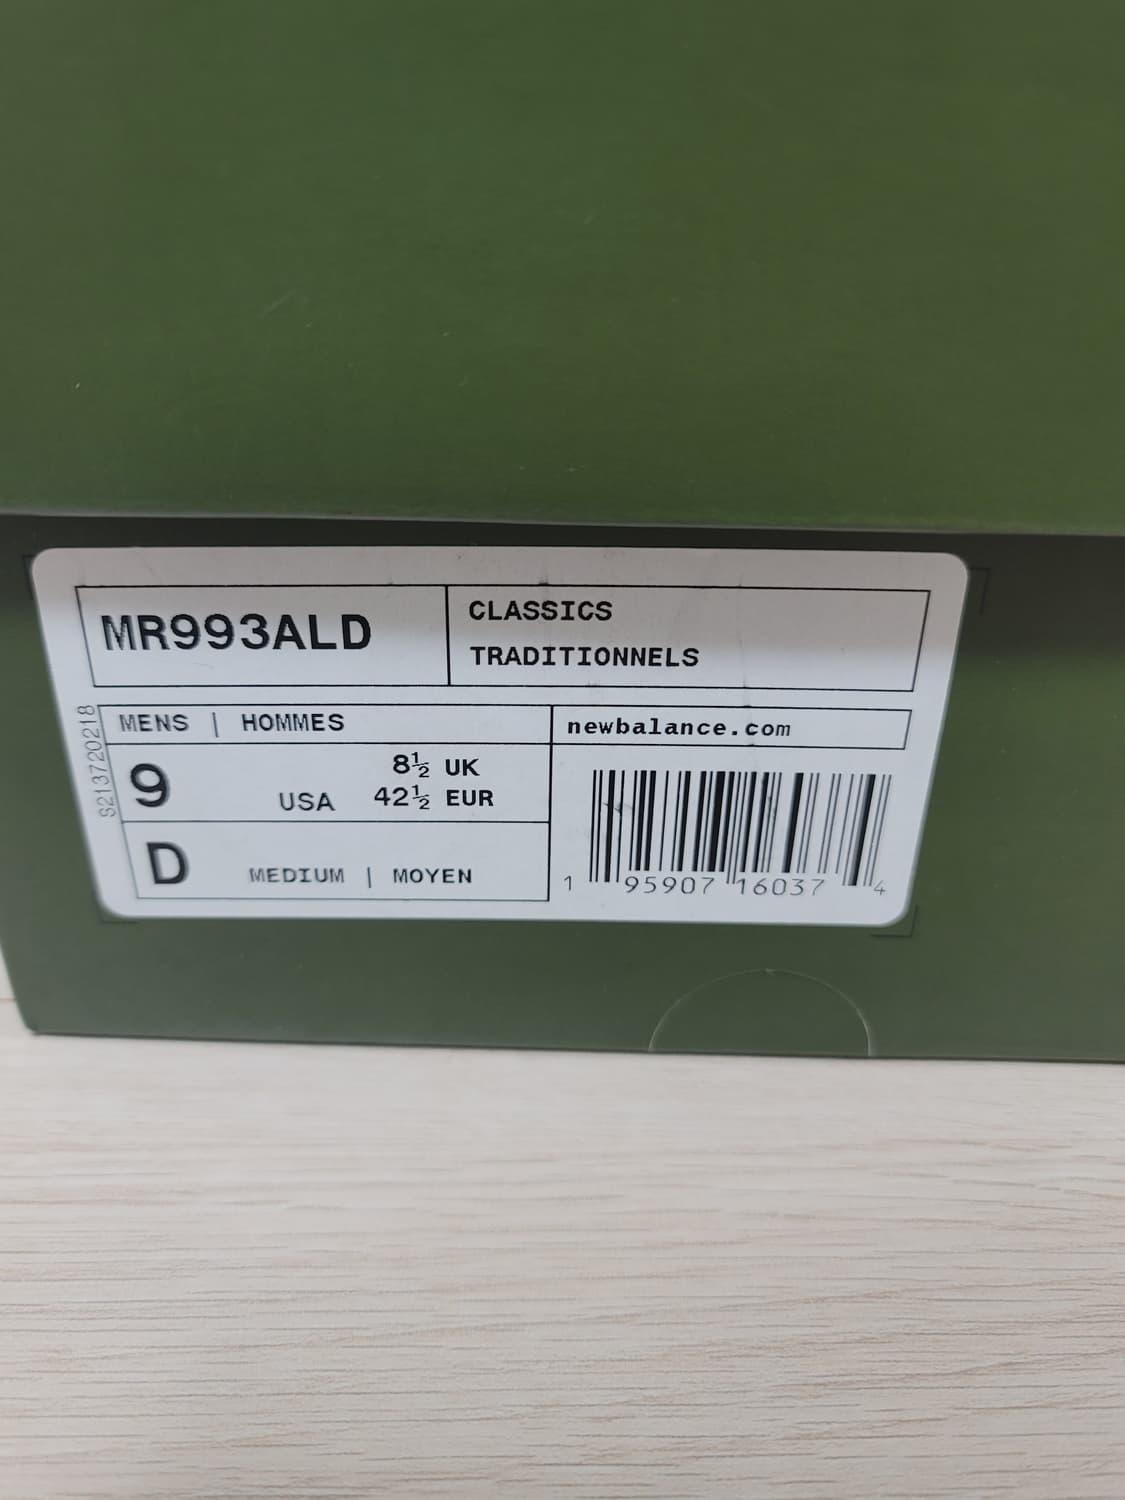 MR993ALD
CLASSICS
TRADITIONNELS
S213720218
MENS | HOMMES
newbalance.com
9 USA 8½ UK
42½ EUR
D MEDIUM | MOYEN
1 95907 16037 4